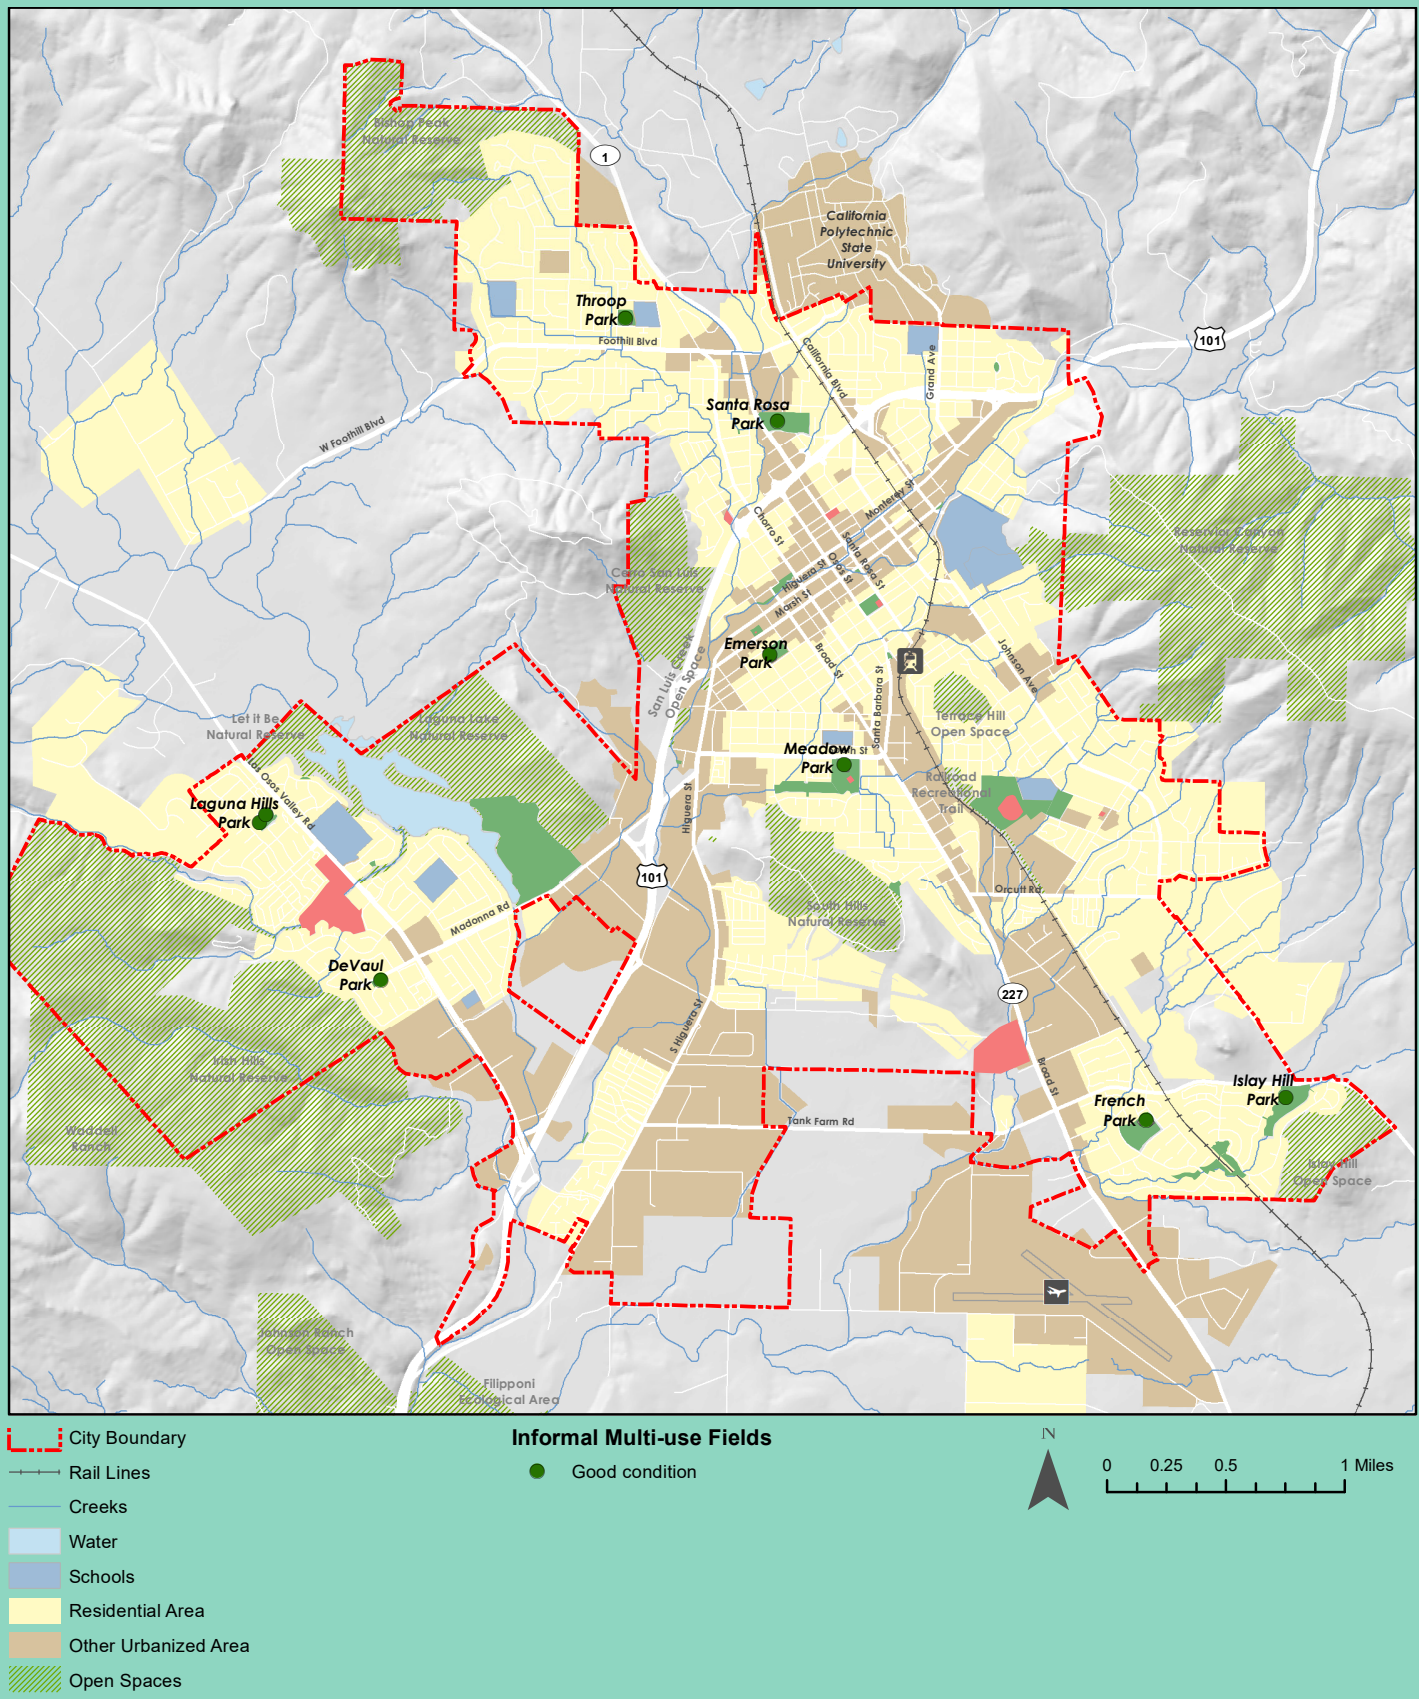 Bishop Peak
Natural Reserve
1
California
Polytechnic
State
University
Throop
Park
Foothill Blvd
California Blvd
Grand Ave
101
Santa Rosa
Park
W Foothill Blvd
Monterey St
Chorro St
Santa Rosa St
Osos St
Higuera St
Marsh St
Reservior Canyon
Natural Reserve
Cerro San Luis
Natural Reserve
Emerson
Park
Broad St
Johnson Ave
San Luis Creek
Open Space
Santa Barbara St
Terrace Hill
Open Space
Let it Be
Natural Reserve
Laguna Lake
Natural Reserve
Meadow
Park
South St
Los Osos Valley Rd
Laguna Hills
Park
Railroad
Recreational
Trail
Higuera St
101
Orcutt Rd
Madonna Rd
South Hills
Natural Reserve
DeVaul
Park
227
S Higuera St
Irish Hills
Natural Reserve
Broad St
Islay Hill
Park
French
Park
Tank Farm Rd
Waddell
Ranch
Islay Hill
Open Space
Johnson Ranch
Open Space
Filipponi
Ecological Area
City Boundary
Rail Lines
Creeks
Water
Schools
Residential Area
Other Urbanized Area
Open Spaces
Informal Multi-use Fields
Good condition
N
0 0.25 0.5 1 Miles